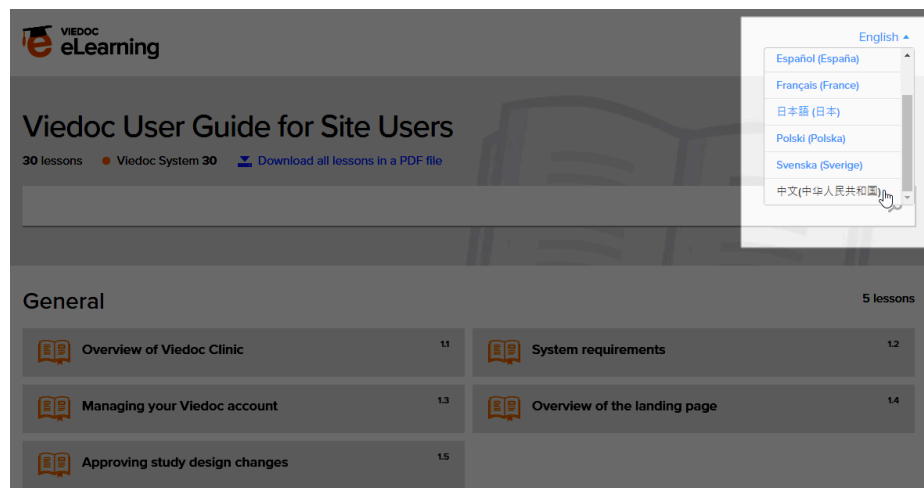 VIEDOC
eLearning
English
Español (España)
Français (France)
日本語 (日本)
Polski (Polska)
Svenska (Sverige)
中文(中华人民共和国)
Viedoc User Guide for Site Users
30 lessons Viedoc System 30 Download all lessons in a PDF file
General 5 lessons
Overview of Viedoc Clinic 1.1
System requirements 1.2
Managing your Viedoc account 1.3
Overview of the landing page 1.4
Approving study design changes 1.5